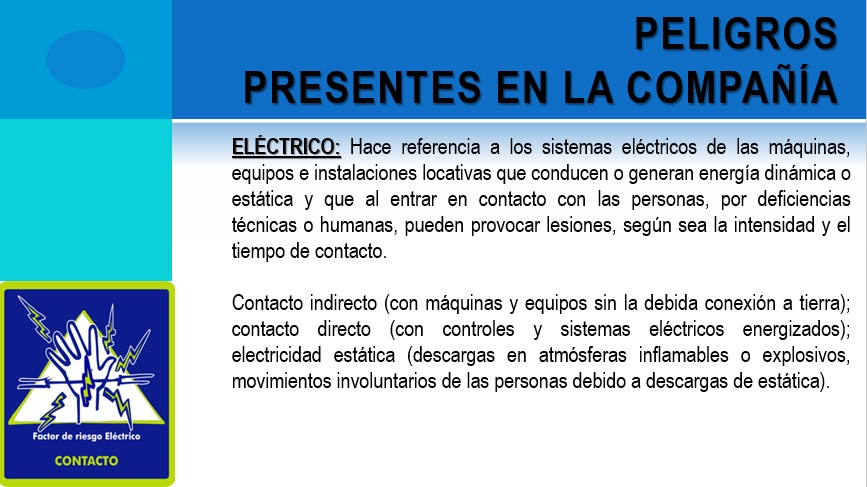 PELIGROS
PRESENTES EN LA COMPAÑÍA
ELÉCTRICO: Hace referencia a los sistemas eléctricos de las máquinas,
equipos e instalaciones locativas que conducen o generan energía dinámica o
estática y que al entrar en contacto con las personas, por deficiencias
técnicas o humanas, pueden provocar lesiones, según sea la intensidad y el
tiempo de contacto.
Contacto indirecto (con máquinas y equipos sin la debida conexión a tierra);
contacto directo (con controles y sistemas eléctricos energizados);
electricidad estática (descargas en atmósferas inflamables o explosivos,
movimientos involuntarios de las personas debido a descargas de estática).
Factor de riesgo Eléctrico
CONTACTO